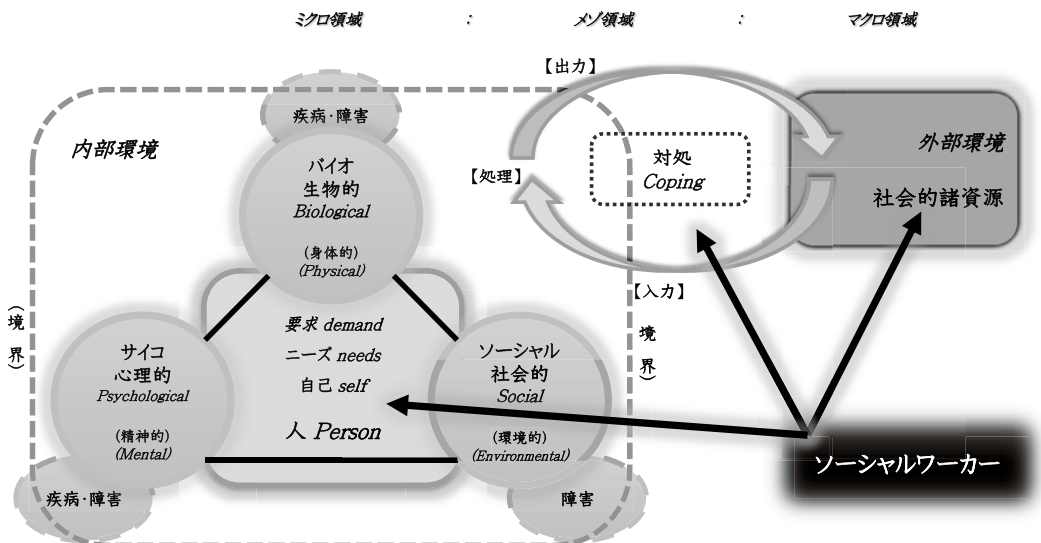 ミクロ領域 : メゾ領域 : マクロ領域
【出力】
疾病・障害
内部環境
バイオ
生物的
Biological
(身体的)
(Physical)
対処
Coping
【処理】
外部環境
社会的諸資源
【入力】
(境界)
要求 demand
ニーズ needs
自己 self
人 Person
サイコ
心理的
Psychological
(精神的)
(Mental)
ソーシャル
社会的
Social
(環境的)
(Environmental)
境界)
疾病・障害
障害
ソーシャルワーカー